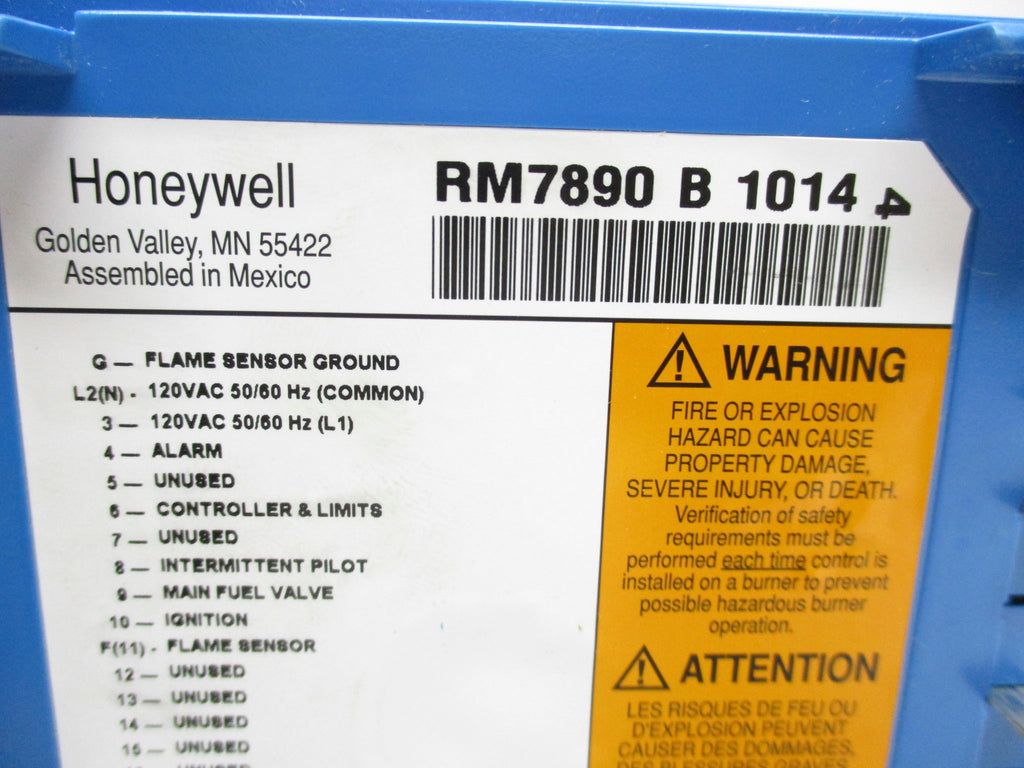 Honeywell
Golden Valley, MN 55422
Assembled in Mexico
RM7890 B 1014 4
G — FLAME SENSOR GROUND
L2(N) - 120VAC 50/60 Hz (COMMON)
3 — 120VAC 50/60 Hz (L1)
4 — ALARM
5 — UNUSED
6 — CONTROLLER & LIMITS
7 — UNUSED
8 — INTERMITTENT PILOT
9 — MAIN FUEL VALVE
10 — IGNITION
F(11) - FLAME SENSOR
12 — UNUSED
13 — UNUSED
14 — UNUSED
15 — UNUSED
UNUSED
WARNING
FIRE OR EXPLOSION
HAZARD CAN CAUSE
PROPERTY DAMAGE,
SEVERE INJURY, OR DEATH.
Verification of safety
requirements must be
performed each time control is
installed on a burner to prevent
possible hazardous burner
operation.
ATTENTION
LES RISQUES DE FEU OU
D'EXPLOSION PEUVENT
CAUSER DES DOMMAGES,
DES BLESSURES GRAVES,